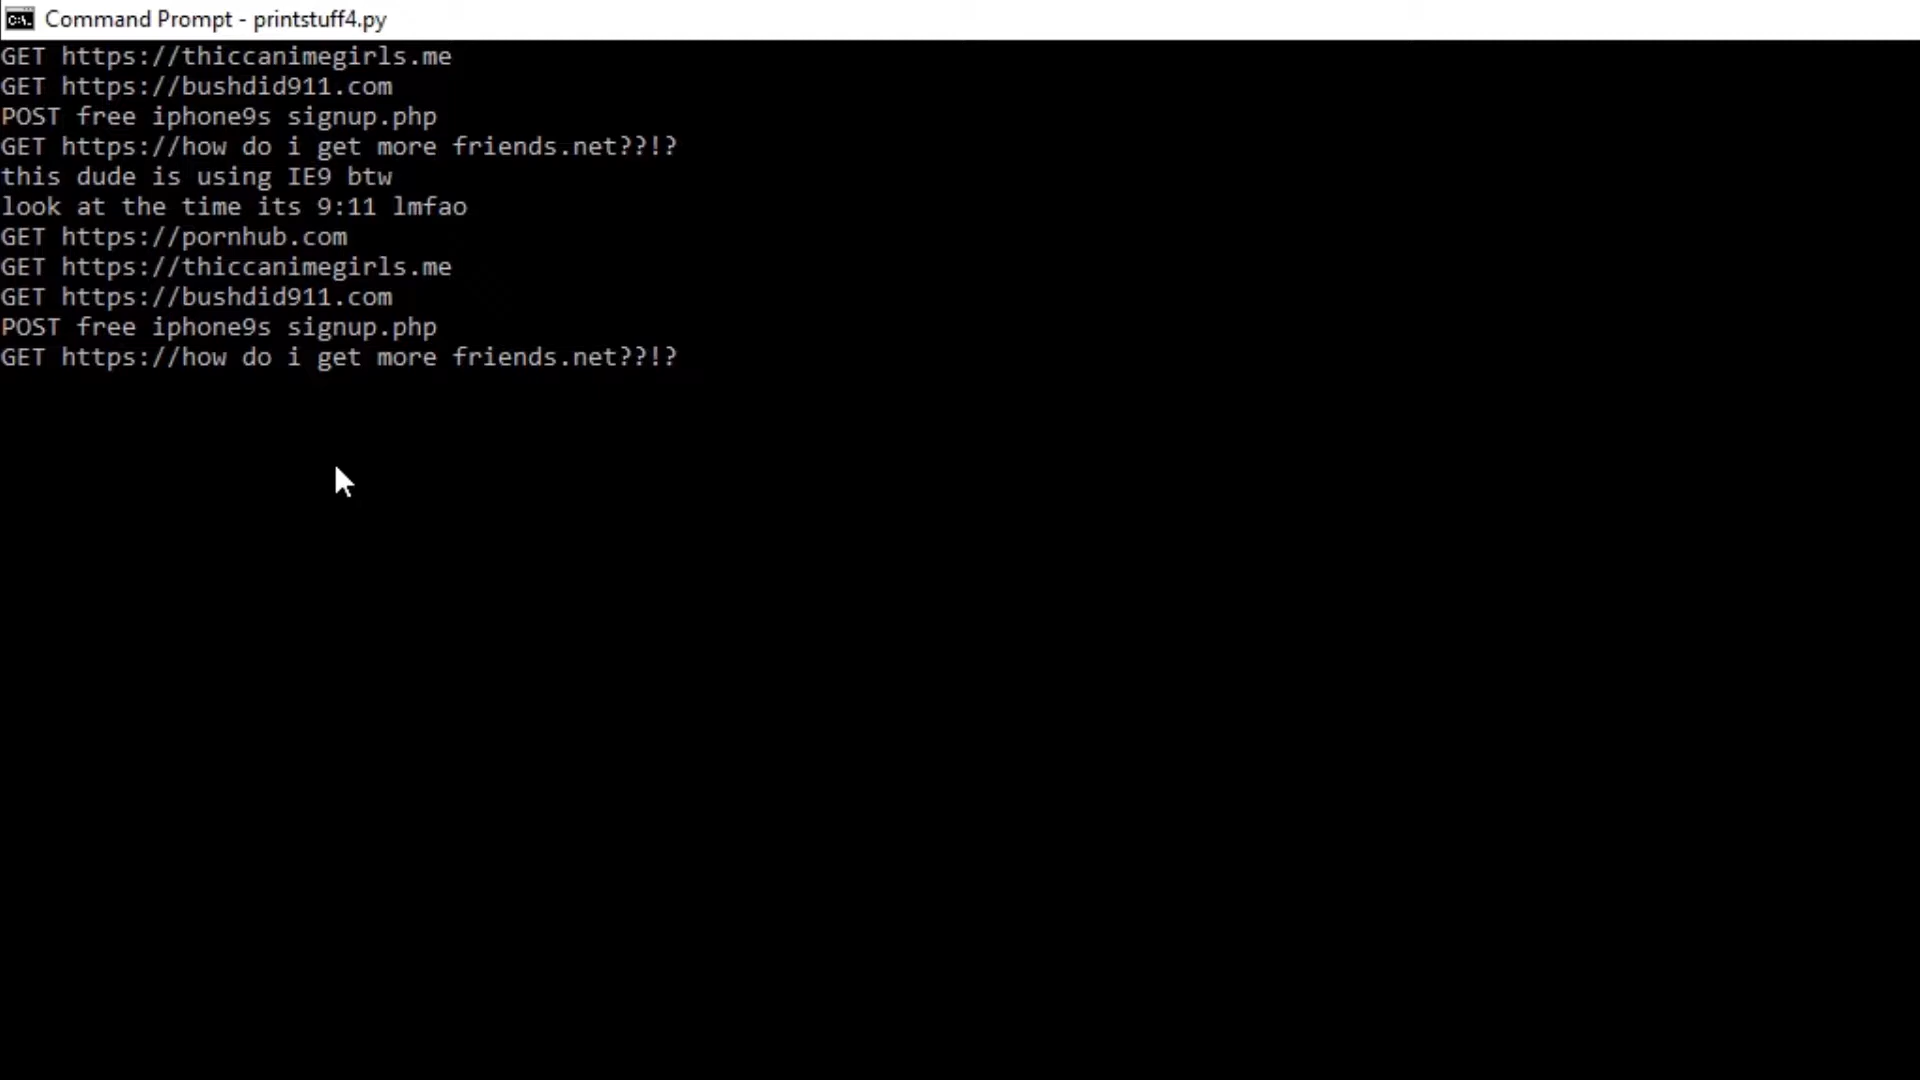 Command Prompt - printstuff4.py
GET https://thiccanimegirls.me
GET https://bushdid911.com
POST free iphone9s signup.php
GET https://how do i get more friends.net??!?
this dude is using IE9 btw
look at the time its 9:11 lmfao
GET https://pornhub.com
GET https://thiccanimegirls.me
GET https://bushdid911.com
POST free iphone9s signup.php
GET https://how do i get more friends.net??!?